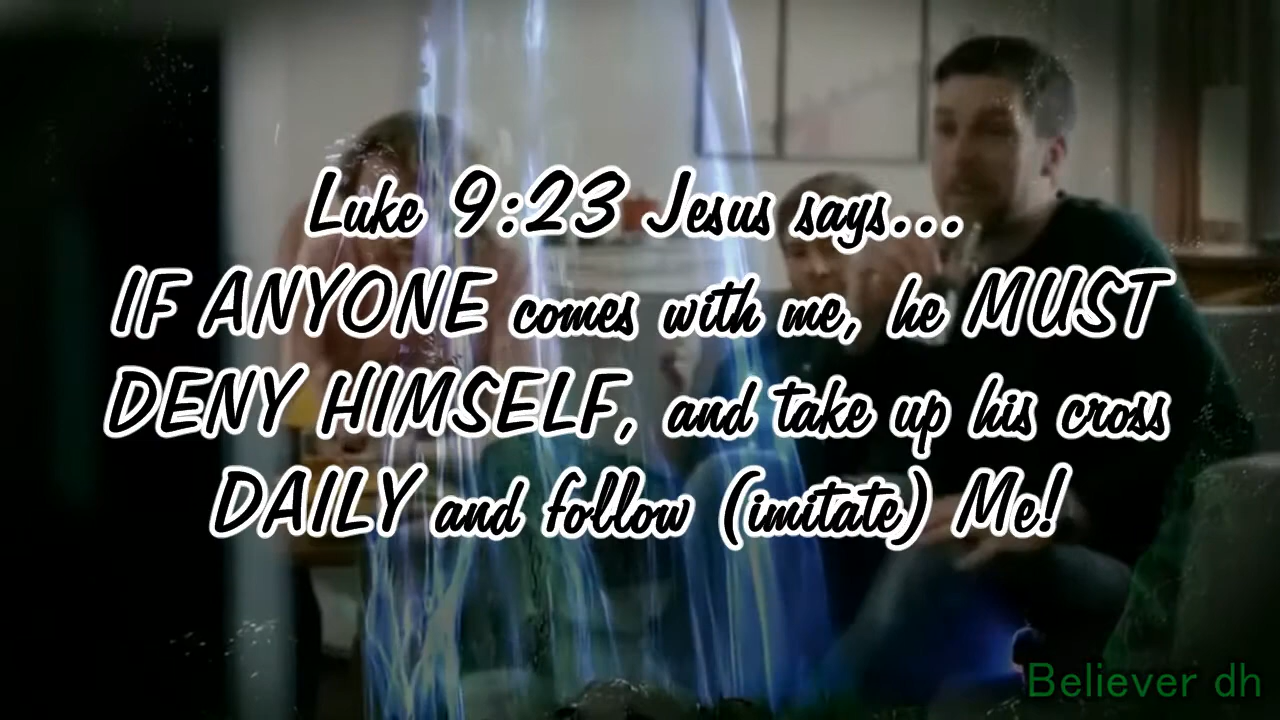 Luke 9:23 Jesus says...
IF ANYONE comes with me, he MUST
DENY HIMSELF, and take up his cross
DAILY and follow (imitate) Me!
Believer dh